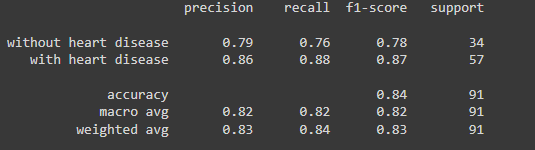 precision recall f1-score support
without heart disease 0.79 0.76 0.78 34
with heart disease 0.86 0.88 0.87 57
accuracy 0.84 91
macro avg 0.82 0.82 0.82 91
weighted avg 0.83 0.84 0.83 91